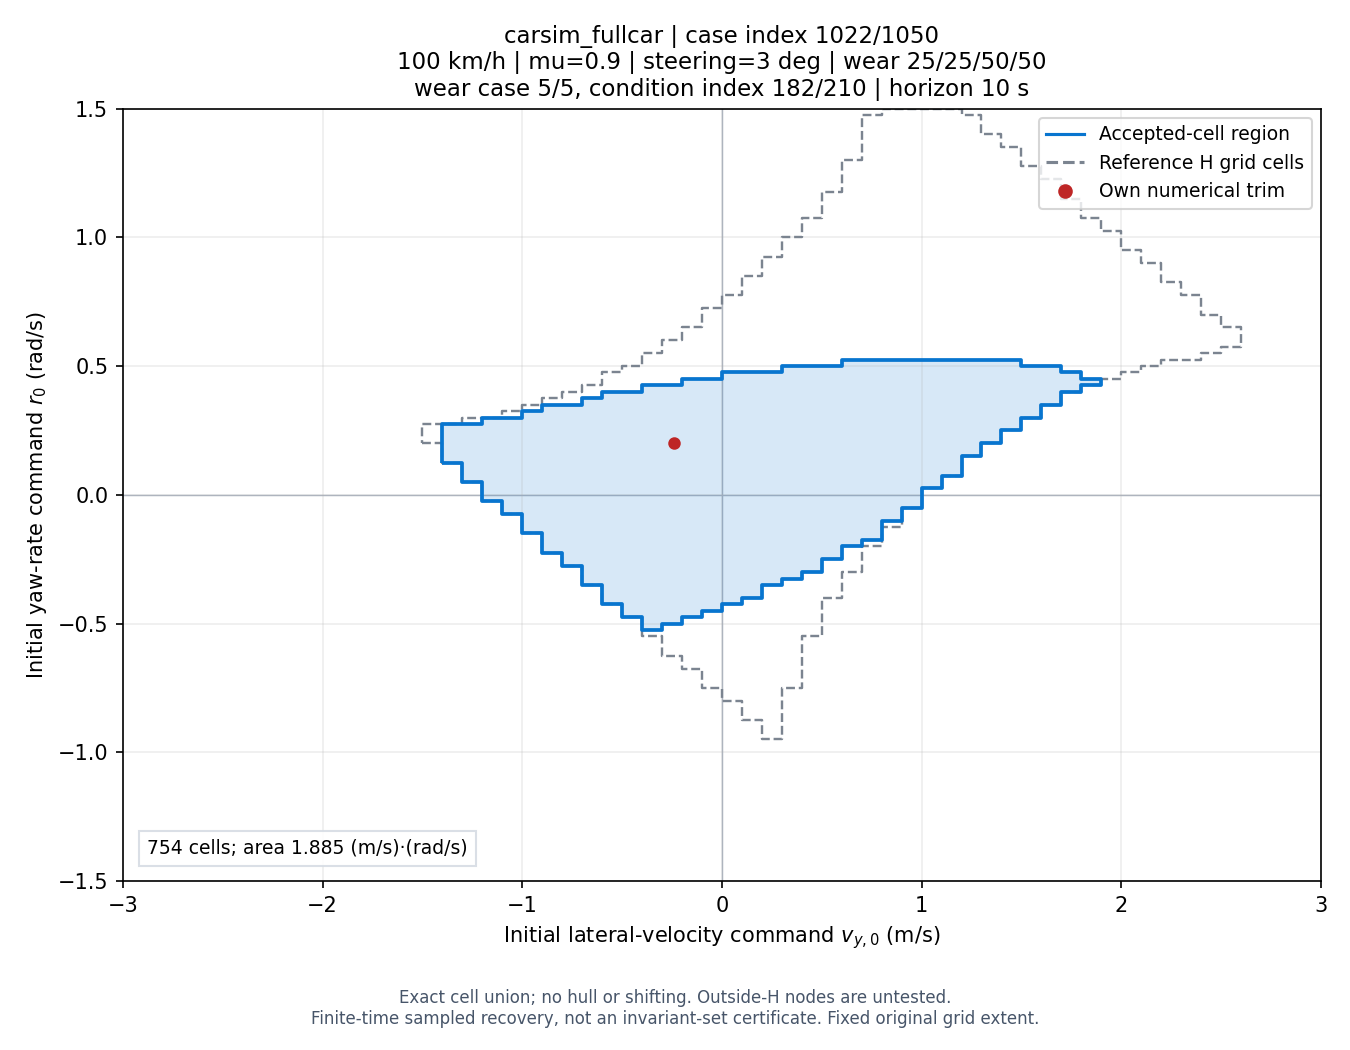 carsim_fullcar | case index 1022/1050
100 km/h | mu=0.9 | steering=3 deg | wear 25/25/50/50
wear case 5/5, condition index 182/210 | horizon 10 s
Accepted-cell region
Reference H grid cells
Own numerical trim
1.5
1.0
0.5
0.0
−0.5
−1.0
−1.5
Initial yaw-rate command r₀ (rad/s)
754 cells; area 1.885 (m/s)·(rad/s)
−3 −2 −1 0 1 2 3
Initial lateral-velocity command v_{y,0} (m/s)
Exact cell union; no hull or shifting. Outside-H nodes are untested.
Finite-time sampled recovery, not an invariant-set certificate. Fixed original grid extent.